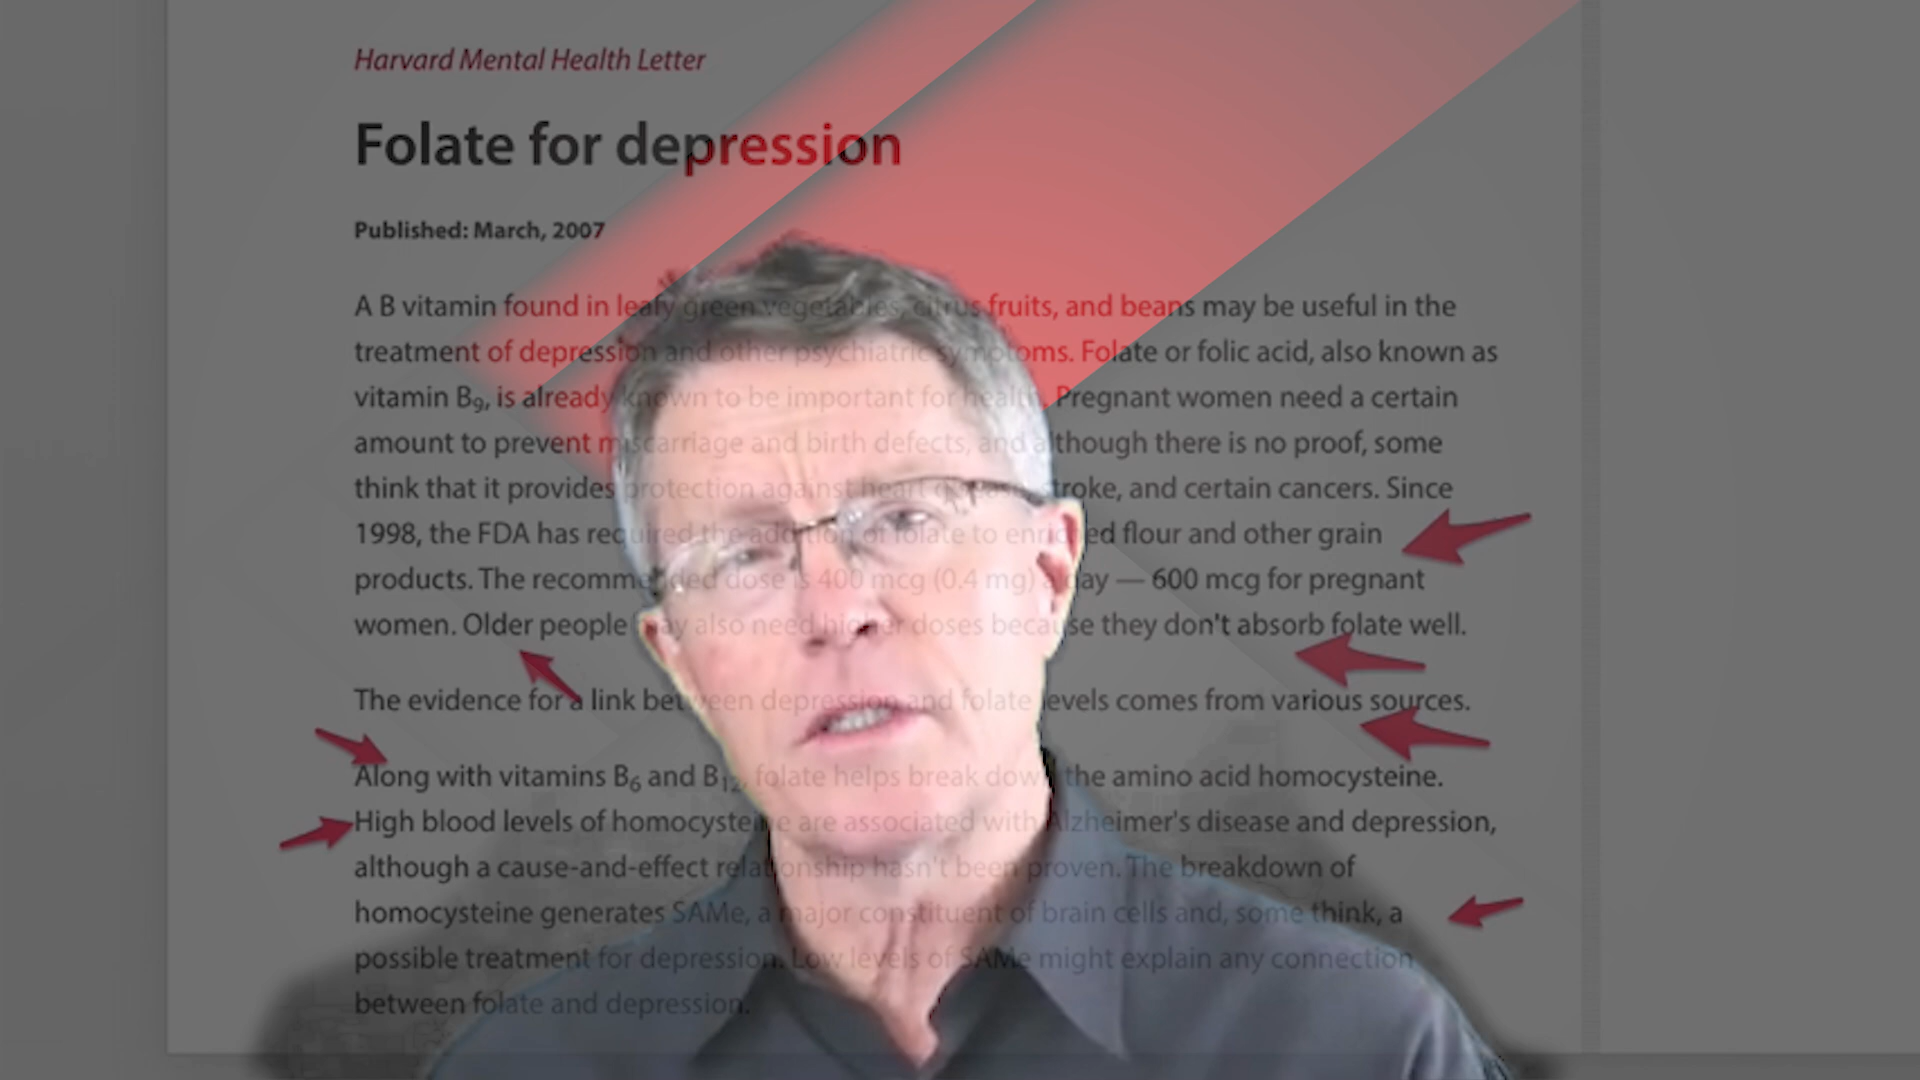 Harvard Mental Health Letter
Folate for depression
Published: March, 2007
A B vitamin found in leafy green vegetables, citrus fruits, and beans may be useful in the
treatment of depression and other psychiatric symptoms. Folate or folic acid, also known as
vitamin B9, is already known to be important for health. Pregnant women need a certain
amount to prevent miscarriage and birth defects, and although there is no proof, some
think that it provides protection against heart disease, stroke, and certain cancers. Since
1998, the FDA has required the addition of folate to enriched flour and other grain
products. The recommended dose is 400 mcg (0.4 mg) a day — 600 mcg for pregnant
women. Older people may also need higher doses because they don't absorb folate well.
The evidence for a link between depression and folate levels comes from various sources.
Along with vitamins B6 and B12, folate helps break down the amino acid homocysteine.
High blood levels of homocysteine are associated with Alzheimer's disease and depression,
although a cause-and-effect relationship hasn't been proven. The breakdown of
homocysteine generates SAMe, a major constituent of brain cells and, some think, a
possible treatment for depression. Low levels of SAMe might explain any connection
between folate and depression.